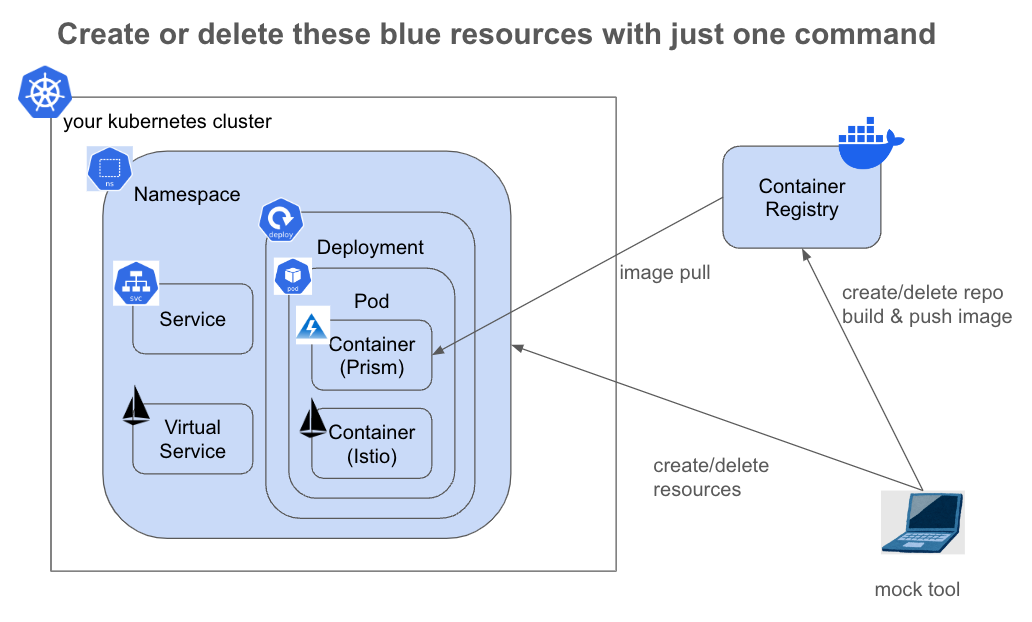 Create or delete these blue resources with just one command
your kubernetes cluster
ns
Namespace
deploy
Deployment
svc
Service
pod
Pod
Container
(Prism)
Virtual
Service
Container
(Istio)
Container
Registry
image pull
create/delete repo
build & push image
create/delete
resources
mock tool